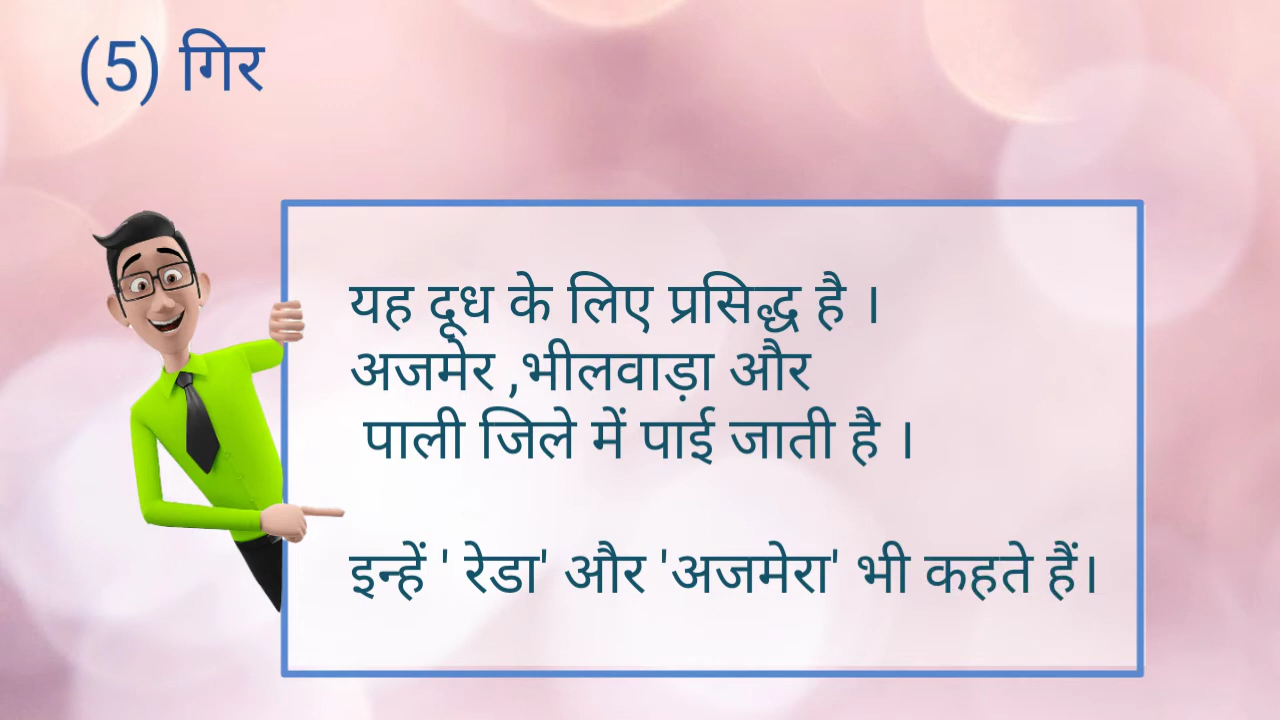 (5) गिर
यह दूध के लिए प्रसिद्ध है ।
अजमेर ,भीलवाड़ा और
पाली जिले में पाई जाती है ।
इन्हें ' रेडा' और 'अजमेरा' भी कहते हैं।